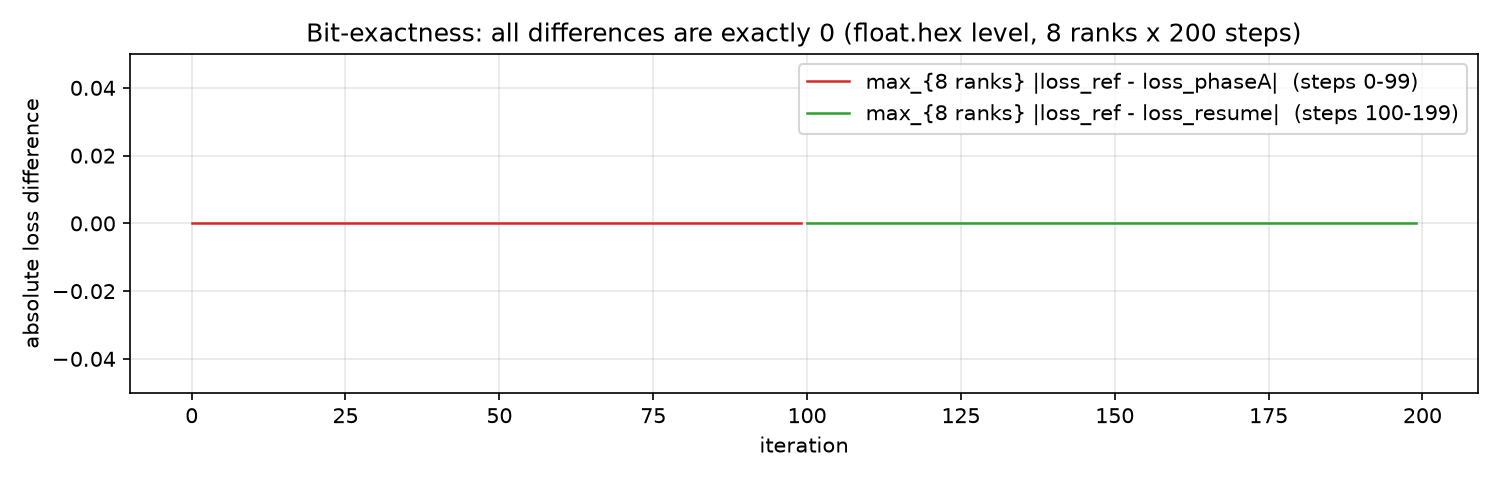 Bit-exactness: all differences are exactly 0 (float.hex level, 8 ranks x 200 steps)
max_{8 ranks} |loss_ref - loss_phaseA|  (steps 0-99)
max_{8 ranks} |loss_ref - loss_resume|  (steps 100-199)
absolute loss difference
0.04
0.02
0.00
−0.02
−0.04
0 25 50 75 100 125 150 175 200
iteration